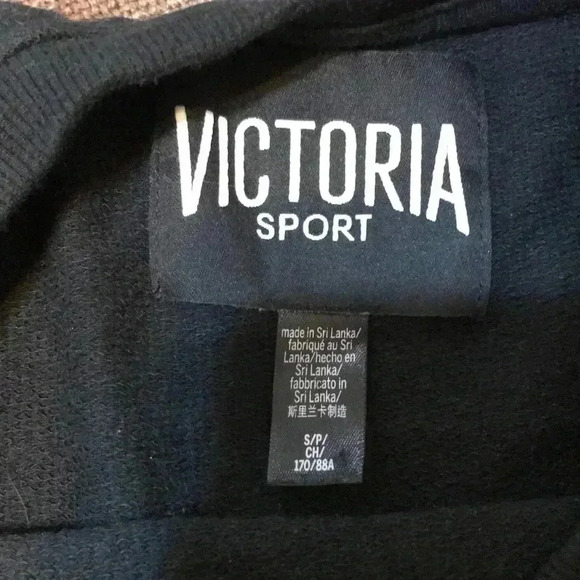 VICTORIA
SPORT
made in Sri Lanka/
fabriqué au Sri
Lanka/hecho en
Sri Lanka/
fabbricato in
Sri Lanka/
斯里兰卡制造
S/P/
CH/
170/88A